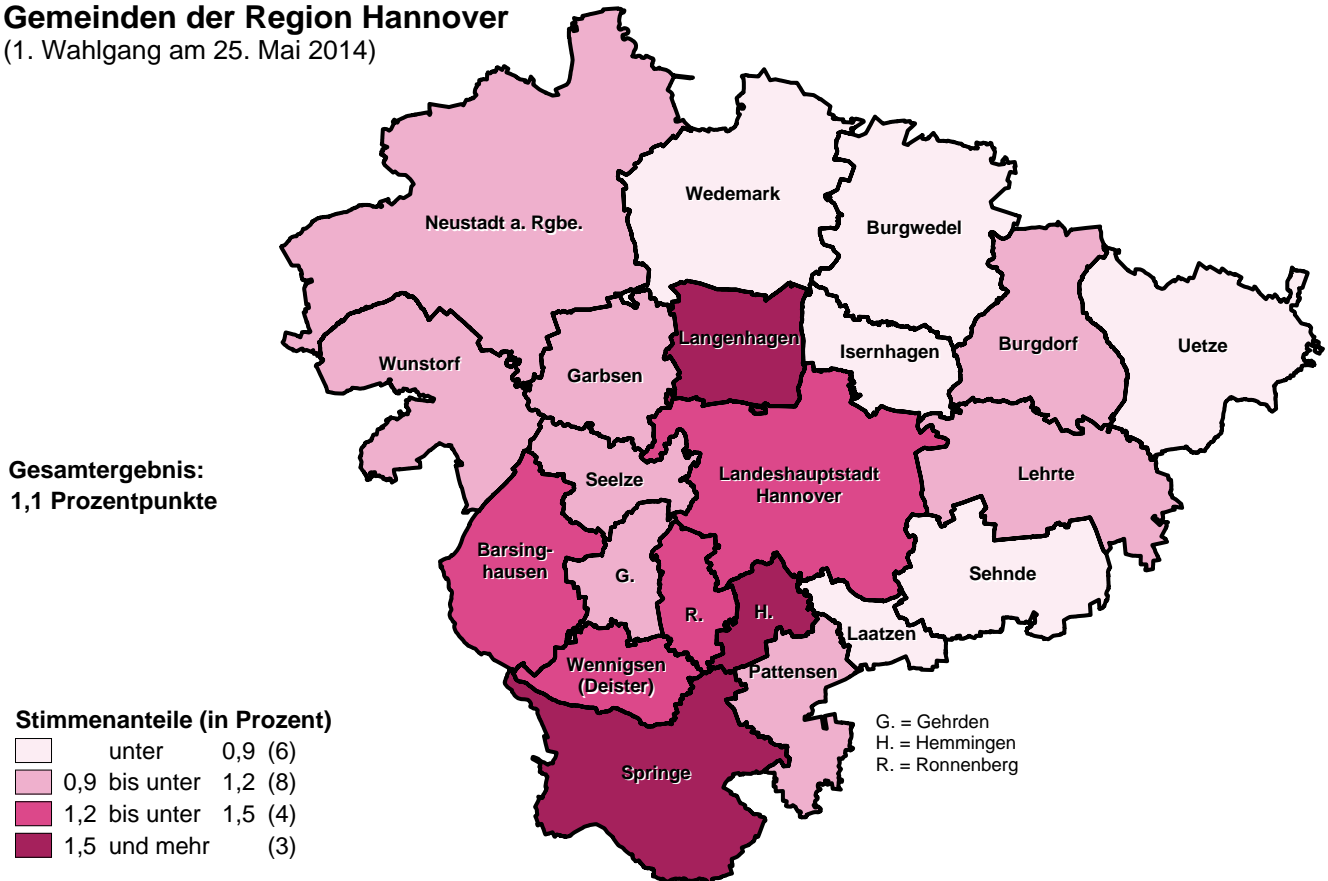 Gemeinden der Region Hannover
(1. Wahlgang am 25. Mai 2014)
Wedemark
Neustadt a. Rgbe.
Burgwedel
Langenhagen
Isernhagen
Burgdorf
Uetze
Wunstorf
Garbsen
Gesamtergebnis:
1,1 Prozentpunkte
Seelze
Landeshauptstadt
Hannover
Lehrte
Barsing-
hausen
G.
Sehnde
R.
H.
Laatzen
Wennigsen
(Deister)
Pattensen
Springe
G. = Gehrden
H. = Hemmingen
R. = Ronnenberg
Stimmenanteile (in Prozent)
unter 0,9 (6)
0,9 bis unter 1,2 (8)
1,2 bis unter 1,5 (4)
1,5 und mehr (3)